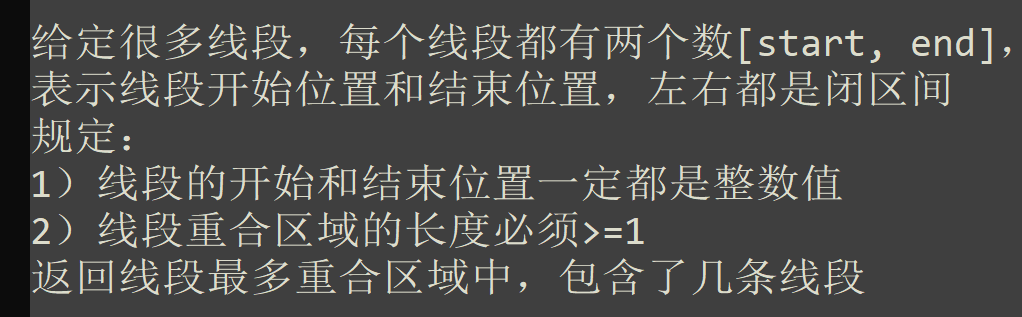 给定很多线段，每个线段都有两个数[start, end]，
表示线段开始位置和结束位置，左右都是闭区间
规定：
1）线段的开始和结束位置一定都是整数值
2）线段重合区域的长度必须>=1
返回线段最多重合区域中，包含了几条线段